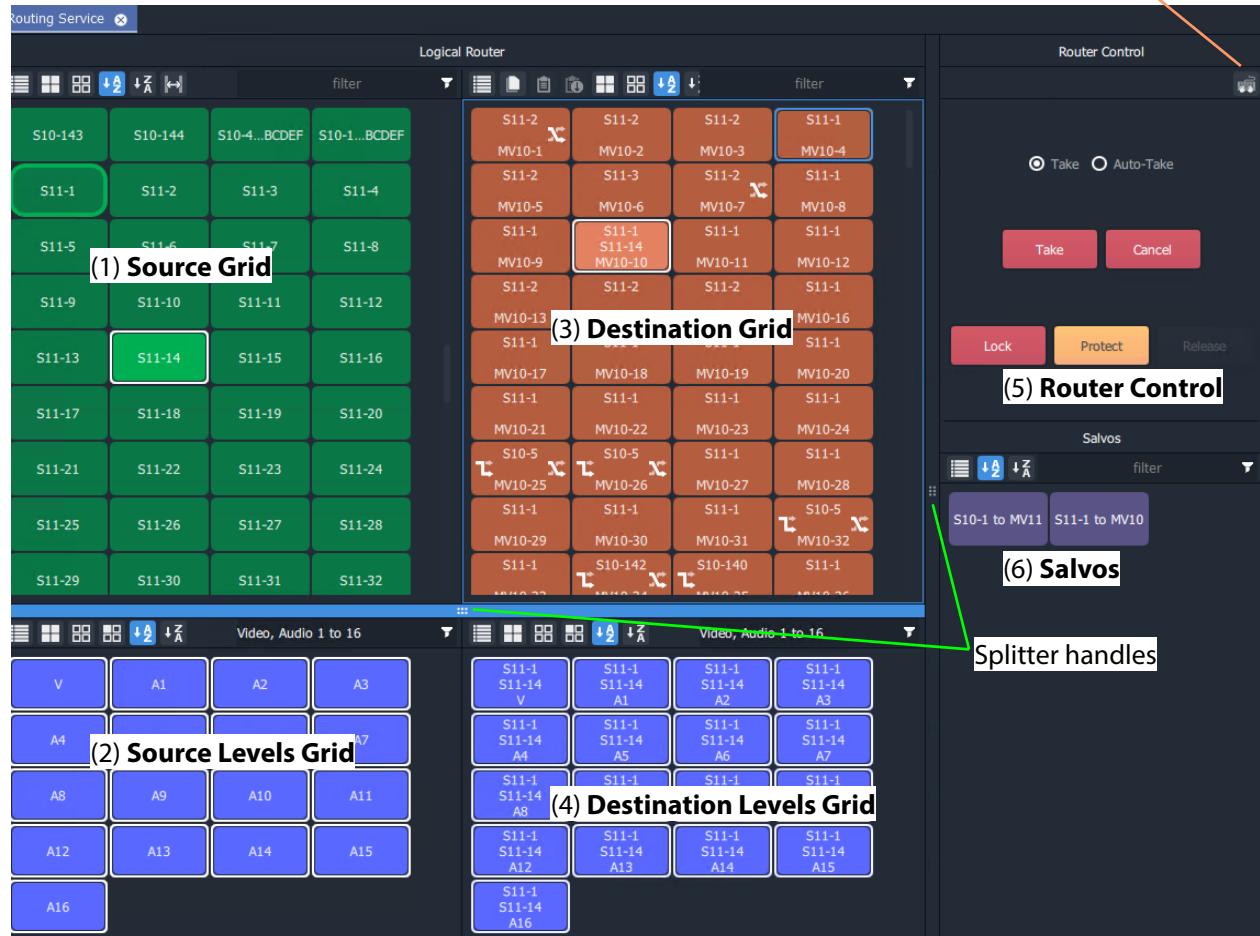 Routing Service
Logical Router
Router Control
filter
filter
S10-143 S10-144 S10-4...BCDEF S10-1...BCDEF
S11-1 S11-2 S11-3 S11-4
S11-5 S11-6 S11-7 S11-8
(1) Source Grid
S11-9 S11-10 S11-11 S11-12
S11-13 S11-14 S11-15 S11-16
S11-17 S11-18 S11-19 S11-20
S11-21 S11-22 S11-23 S11-24
S11-25 S11-26 S11-27 S11-28
S11-29 S11-30 S11-31 S11-32
S11-2 S11-2 S11-2 S11-1
MV10-1 MV10-2 MV10-3 MV10-4
S11-2 S11-3 S11-2 S11-1
MV10-5 MV10-6 MV10-7 MV10-8
S11-1 S11-1 S11-1 S11-1
S11-14
MV10-9 MV10-10 MV10-11 MV10-12
S11-2 S11-2 S11-2 S11-1
MV10-13 MV10-16
(3) Destination Grid
S11-1 S11-1
MV10-17 MV10-18 MV10-19 MV10-20
S11-1 S11-1 S11-1 S11-1
MV10-21 MV10-22 MV10-23 MV10-24
S10-5 S10-5 S11-1 S11-1
MV10-25 MV10-26 MV10-27 MV10-28
S11-1 S11-1 S11-1 S10-5
MV10-29 MV10-30 MV10-31 MV10-32
S11-1 S10-142 S10-140 S11-1
Take Auto-Take
Take Cancel
Lock Protect Release
(5) Router Control
Salvos
filter
S10-1 to MV11 S11-1 to MV10
(6) Salvos
Splitter handles
Video, Audio 1 to 16
V A1 A2 A3
A4 A7
(2) Source Levels Grid
A8 A9 A10 A11
A12 A13 A14 A15
A16
Video, Audio 1 to 16
S11-1 S11-1 S11-1 S11-1
S11-14 S11-14 S11-14 S11-14
V A1 A2 A3
S11-1 S11-1 S11-1 S11-1
S11-14 S11-14 S11-14 S11-14
A4 A5 A6 A7
S11-1 S11-1 S11-1 S11-1
S11-14
A8
(4) Destination Levels Grid
S11-1 S11-1 S11-1 S11-1
S11-14 S11-14 S11-14 S11-14
A12 A13 A14 A15
S11-1
S11-14
A16